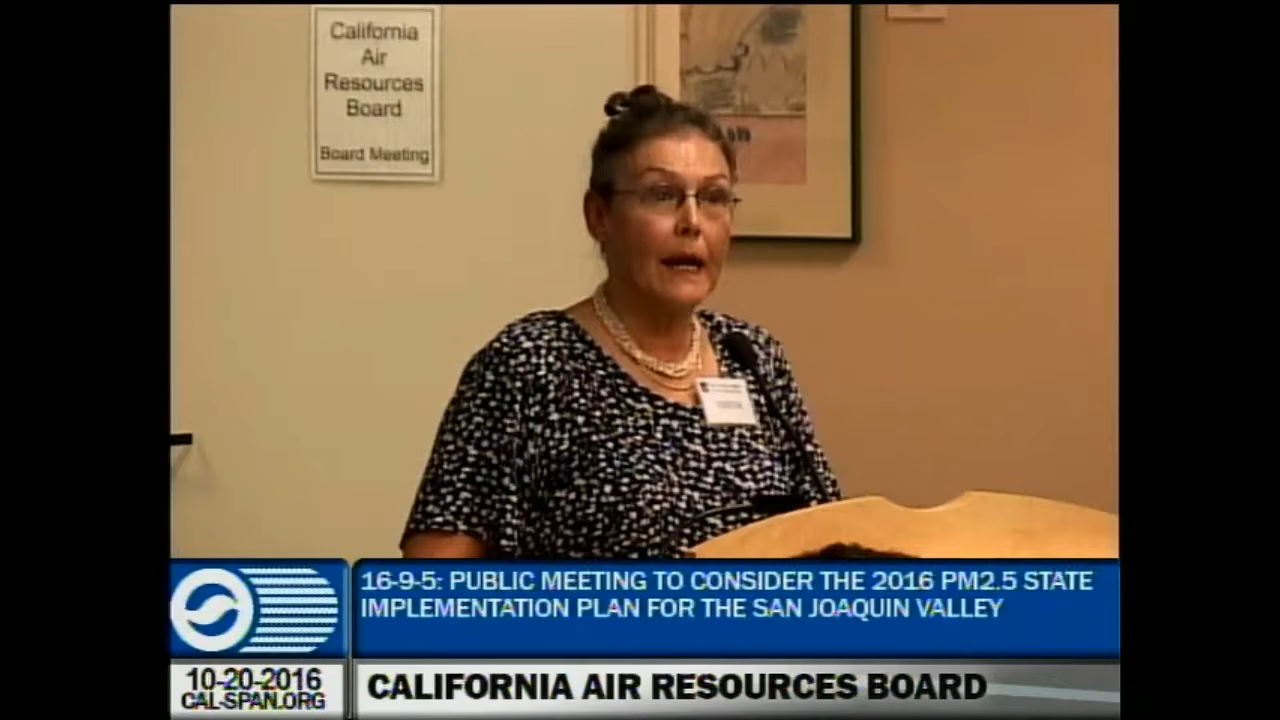 California
Air
Resources
Board
Board Meeting
16-9-5: PUBLIC MEETING TO CONSIDER THE 2016 PM2.5 STATE
IMPLEMENTATION PLAN FOR THE SAN JOAQUIN VALLEY
10-20-2016
CAL-SPAN.ORG
CALIFORNIA AIR RESOURCES BOARD